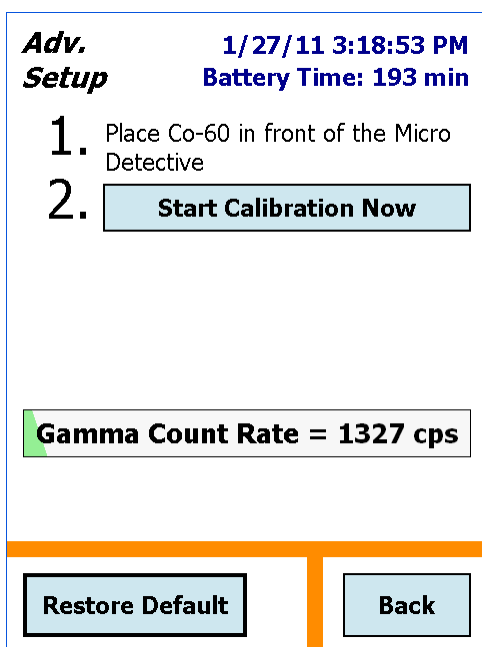 Adv. 1/27/11 3:18:53 PM
Setup Battery Time: 193 min
1. Place Co-60 in front of the Micro
Detective
2. Start Calibration Now
Gamma Count Rate = 1327 cps
Restore Default Back